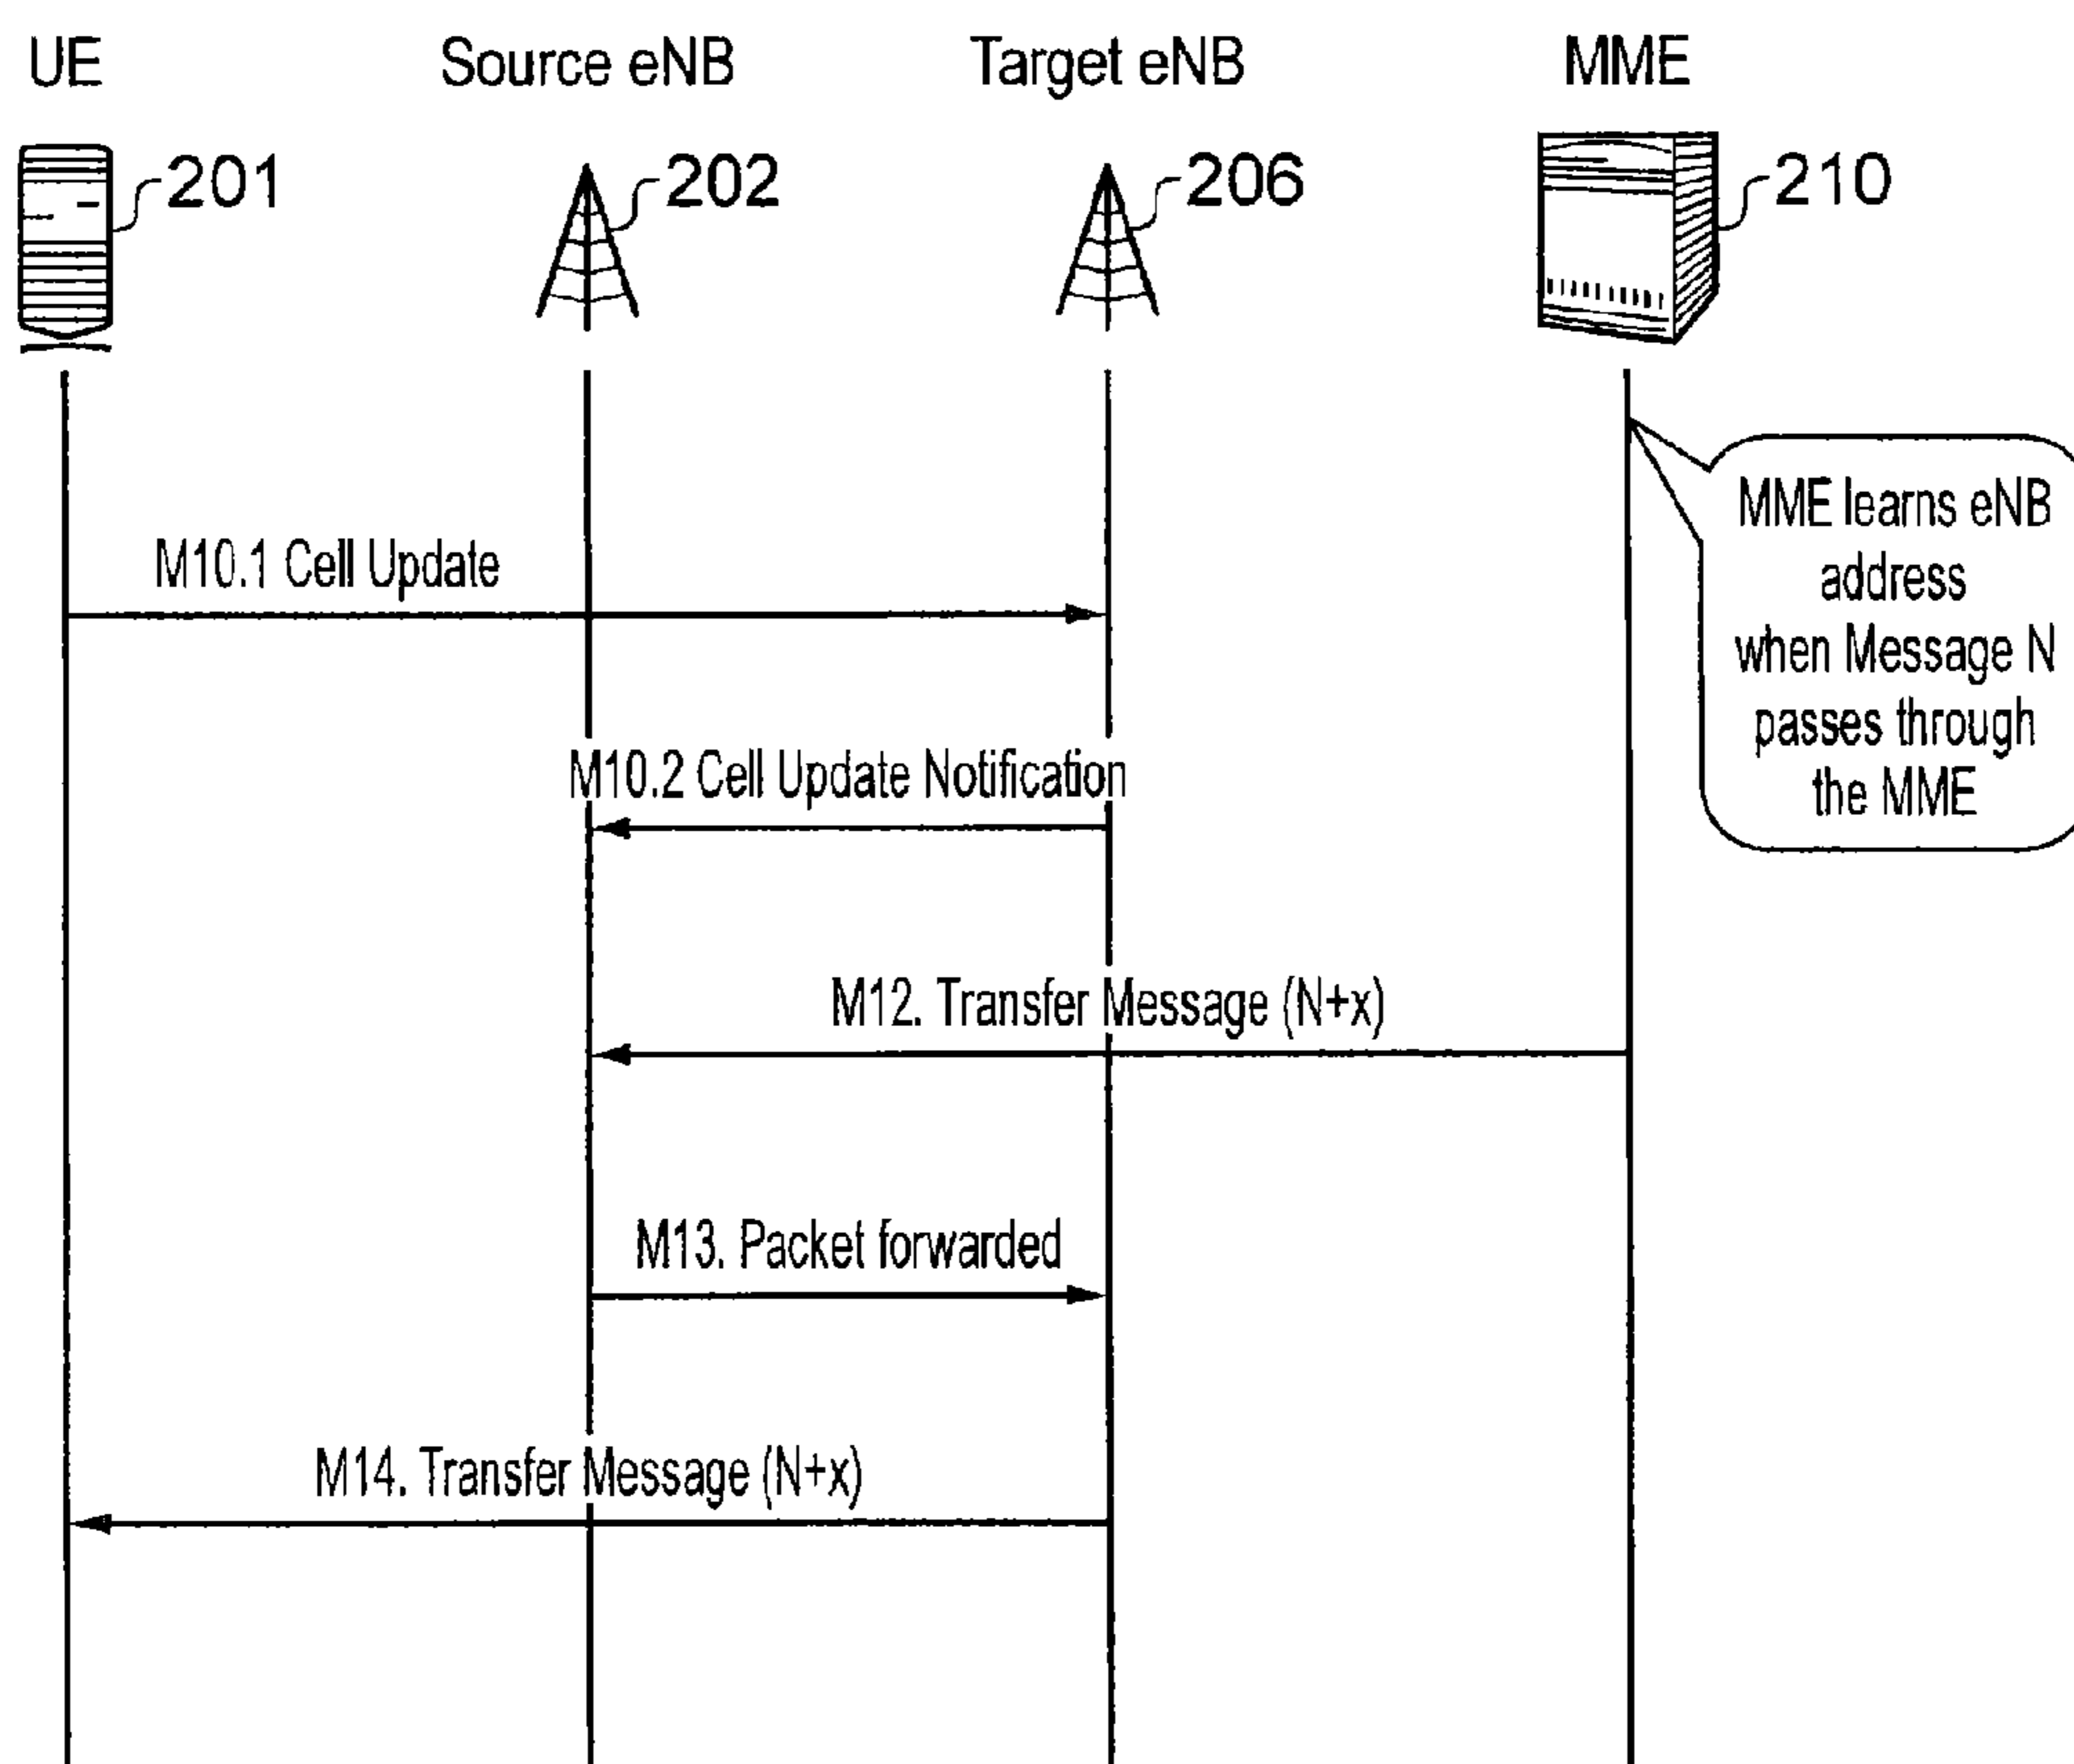 UE
Source eNB
Target eNB
MME
201
202
206
210
MME learns eNB
address
when Message N
passes through
the MME
M10.1 Cell Update
M10.2 Cell Update Notification
M12. Transfer Message (N+x)
M13. Packet forwarded
M14. Transfer Message (N+x)